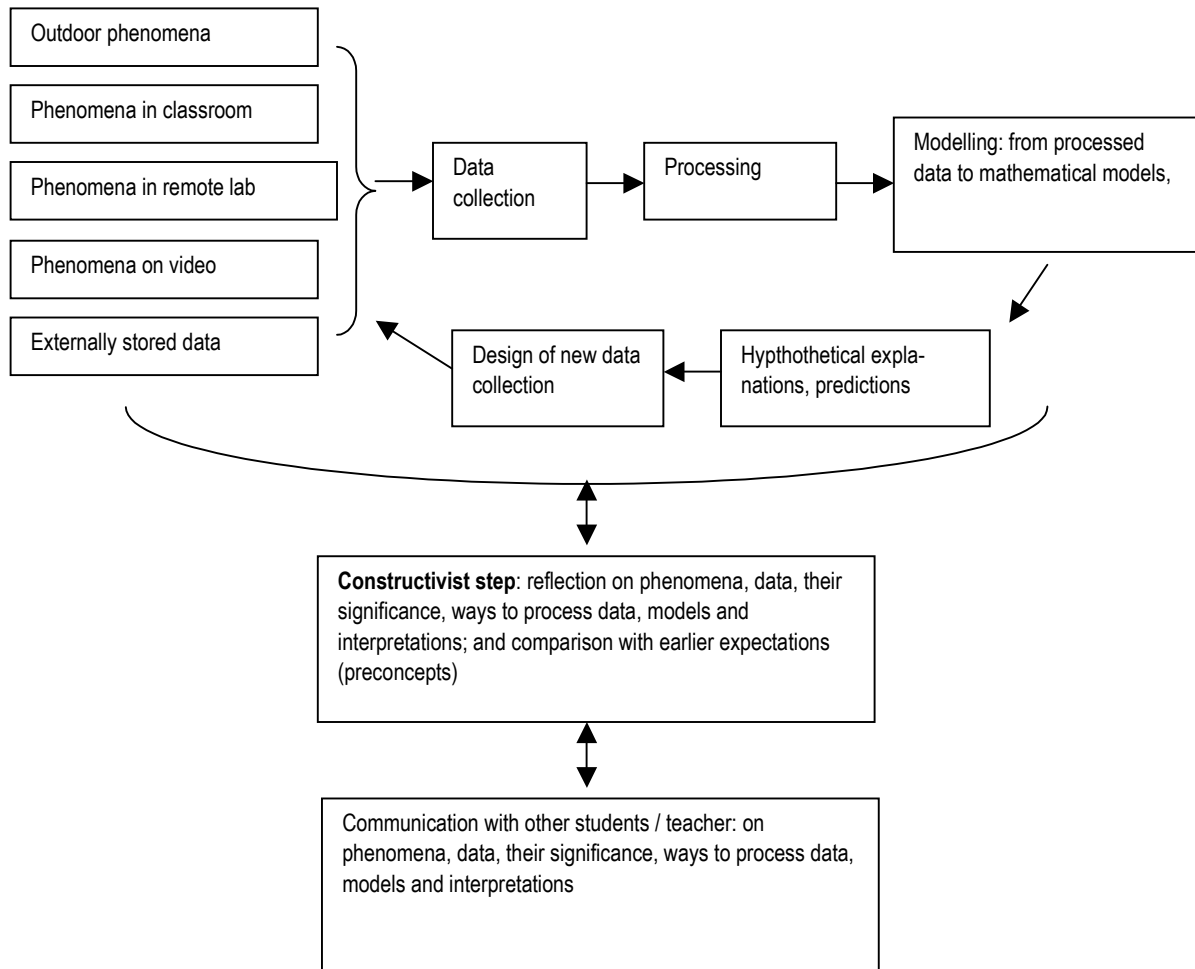 Outdoor phenomena
Phenomena in classroom
Phenomena in remote lab
Phenomena on video
Externally stored data
Data
collection
Processing
Modelling: from processed
data to mathematical models,
Design of new data
collection
Hypthothetical expla-
nations, predictions
Constructivist step: reflection on phenomena, data, their
significance, ways to process data, models and
interpretations; and comparison with earlier expectations
(preconcepts)
Communication with other students / teacher: on
phenomena, data, their significance, ways to process data,
models and interpretations